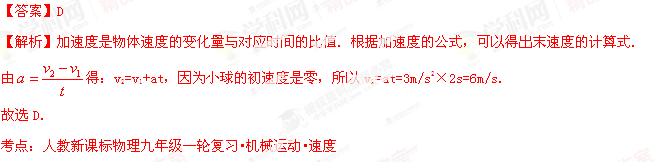 【答案】D
【解析】加速度是物体速度的变化量与对应时间的比值．根据加速度的公式，可以得出末速度的计算式．
由a=(v₂-v₁)/t得：v₂=v₁+at，因为小球的初速度是零，所以v₂=at=3m/s²×2s=6m/s．
故选 D．
考点：人教新课标物理九年级一轮复习•机械运动•速度